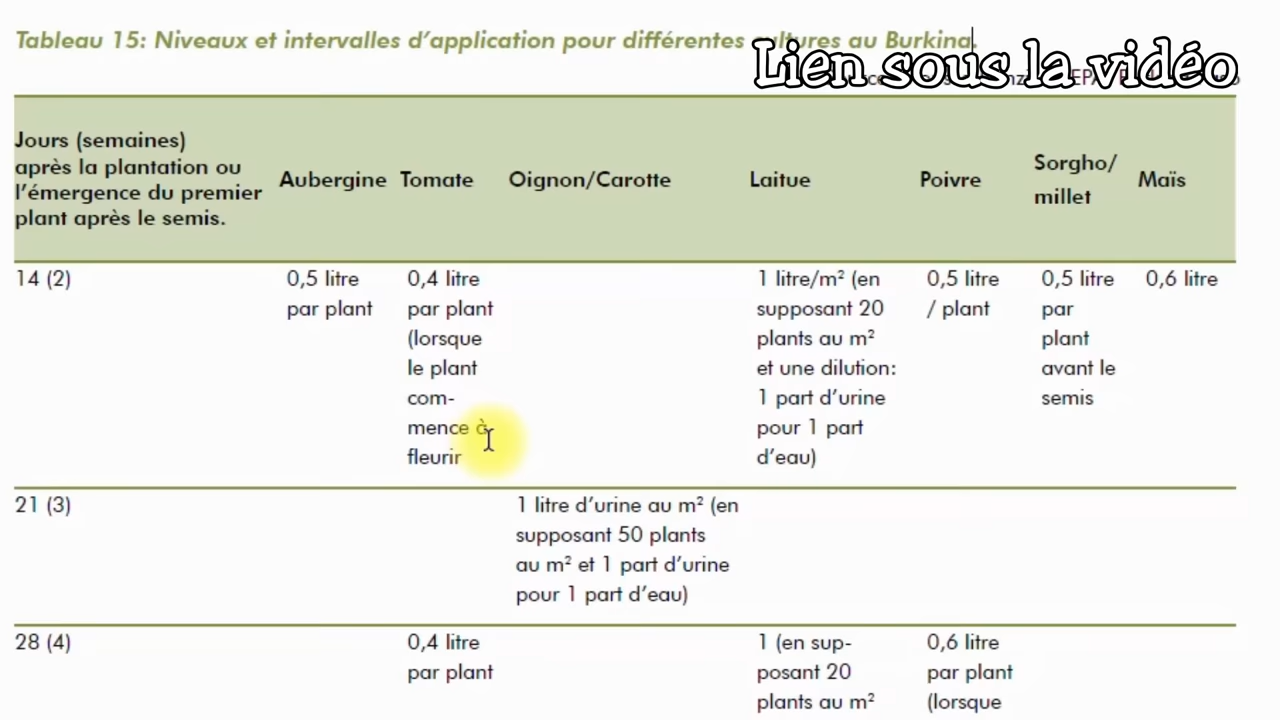 Tableau 15: Niveaux et intervalles d'application pour différentes cultures au Burkina.
Lien sous la vidéo
Jours (semaines)
après la plantation ou
l'émergence du premier
plant après le semis.
Aubergine
Tomate
Oignon/Carotte
Laitue
Poivre
Sorgho/
millet
Maïs
14 (2)
0,5 litre
par plant
0,4 litre
par plant
(lorsque
le plant
com-
mence à
fleurir
1 litre/m² (en
supposant 20
plants au m²
et une dilution:
1 part d'urine
pour 1 part
d'eau)
0,5 litre
/ plant
0,5 litre
par
plant
avant le
semis
0,6 litre
21 (3)
1 litre d'urine au m² (en
supposant 50 plants
au m² et 1 part d'urine
pour 1 part d'eau)
28 (4)
0,4 litre
par plant
1 (en sup-
posant 20
plants au m²
0,6 litre
par plant
(lorsque